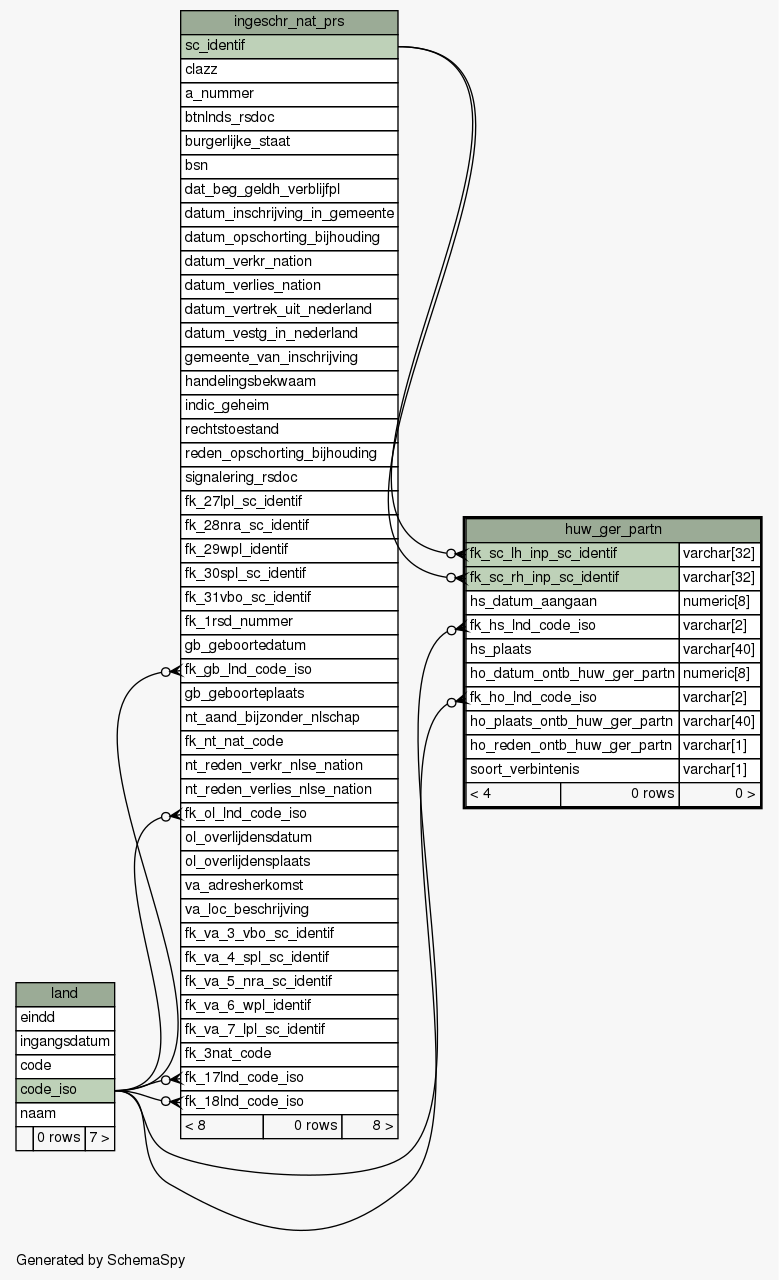 ingeschr_nat_prs
sc_identif
clazz
a_nummer
btnlnds_rsdoc
burgerlijke_staat
bsn
dat_beg_geldh_verblijfpl
datum_inschrijving_in_gemeente
datum_opschorting_bijhouding
datum_verkr_nation
datum_verlies_nation
datum_vertrek_uit_nederland
datum_vestg_in_nederland
gemeente_van_inschrijving
handelingsbekwaam
indic_geheim
rechtstoestand
reden_opschorting_bijhouding
signalering_rsdoc
fk_27lpl_sc_identif
fk_28nra_sc_identif
fk_29wpl_identif
fk_30spl_sc_identif
fk_31vbo_sc_identif
fk_1rsd_nummer
gb_geboortedatum
fk_gb_lnd_code_iso
gb_geboorteplaats
nt_aand_bijzonder_nlschap
fk_nt_nat_code
nt_reden_verkr_nlse_nation
nt_reden_verlies_nlse_nation
fk_ol_lnd_code_iso
ol_overlijdensdatum
ol_overlijdensplaats
va_adresherkomst
va_loc_beschrijving
fk_va_3_vbo_sc_identif
fk_va_4_spl_sc_identif
fk_va_5_nra_sc_identif
fk_va_6_wpl_identif
fk_va_7_lpl_sc_identif
fk_3nat_code
fk_17lnd_code_iso
fk_18lnd_code_iso
< 8 0 rows 8 >
huw_ger_partn
fk_sc_lh_inp_sc_identif varchar[32]
fk_sc_rh_inp_sc_identif varchar[32]
hs_datum_aangaan numeric[8]
fk_hs_lnd_code_iso varchar[2]
hs_plaats varchar[40]
ho_datum_ontb_huw_ger_partn numeric[8]
fk_ho_lnd_code_iso varchar[2]
ho_plaats_ontb_huw_ger_partn varchar[40]
ho_reden_ontb_huw_ger_partn varchar[1]
soort_verbintenis varchar[1]
< 4 0 rows 0 >
land
eindd
ingangsdatum
code
code_iso
naam
0 rows 7 >
Generated by SchemaSpy